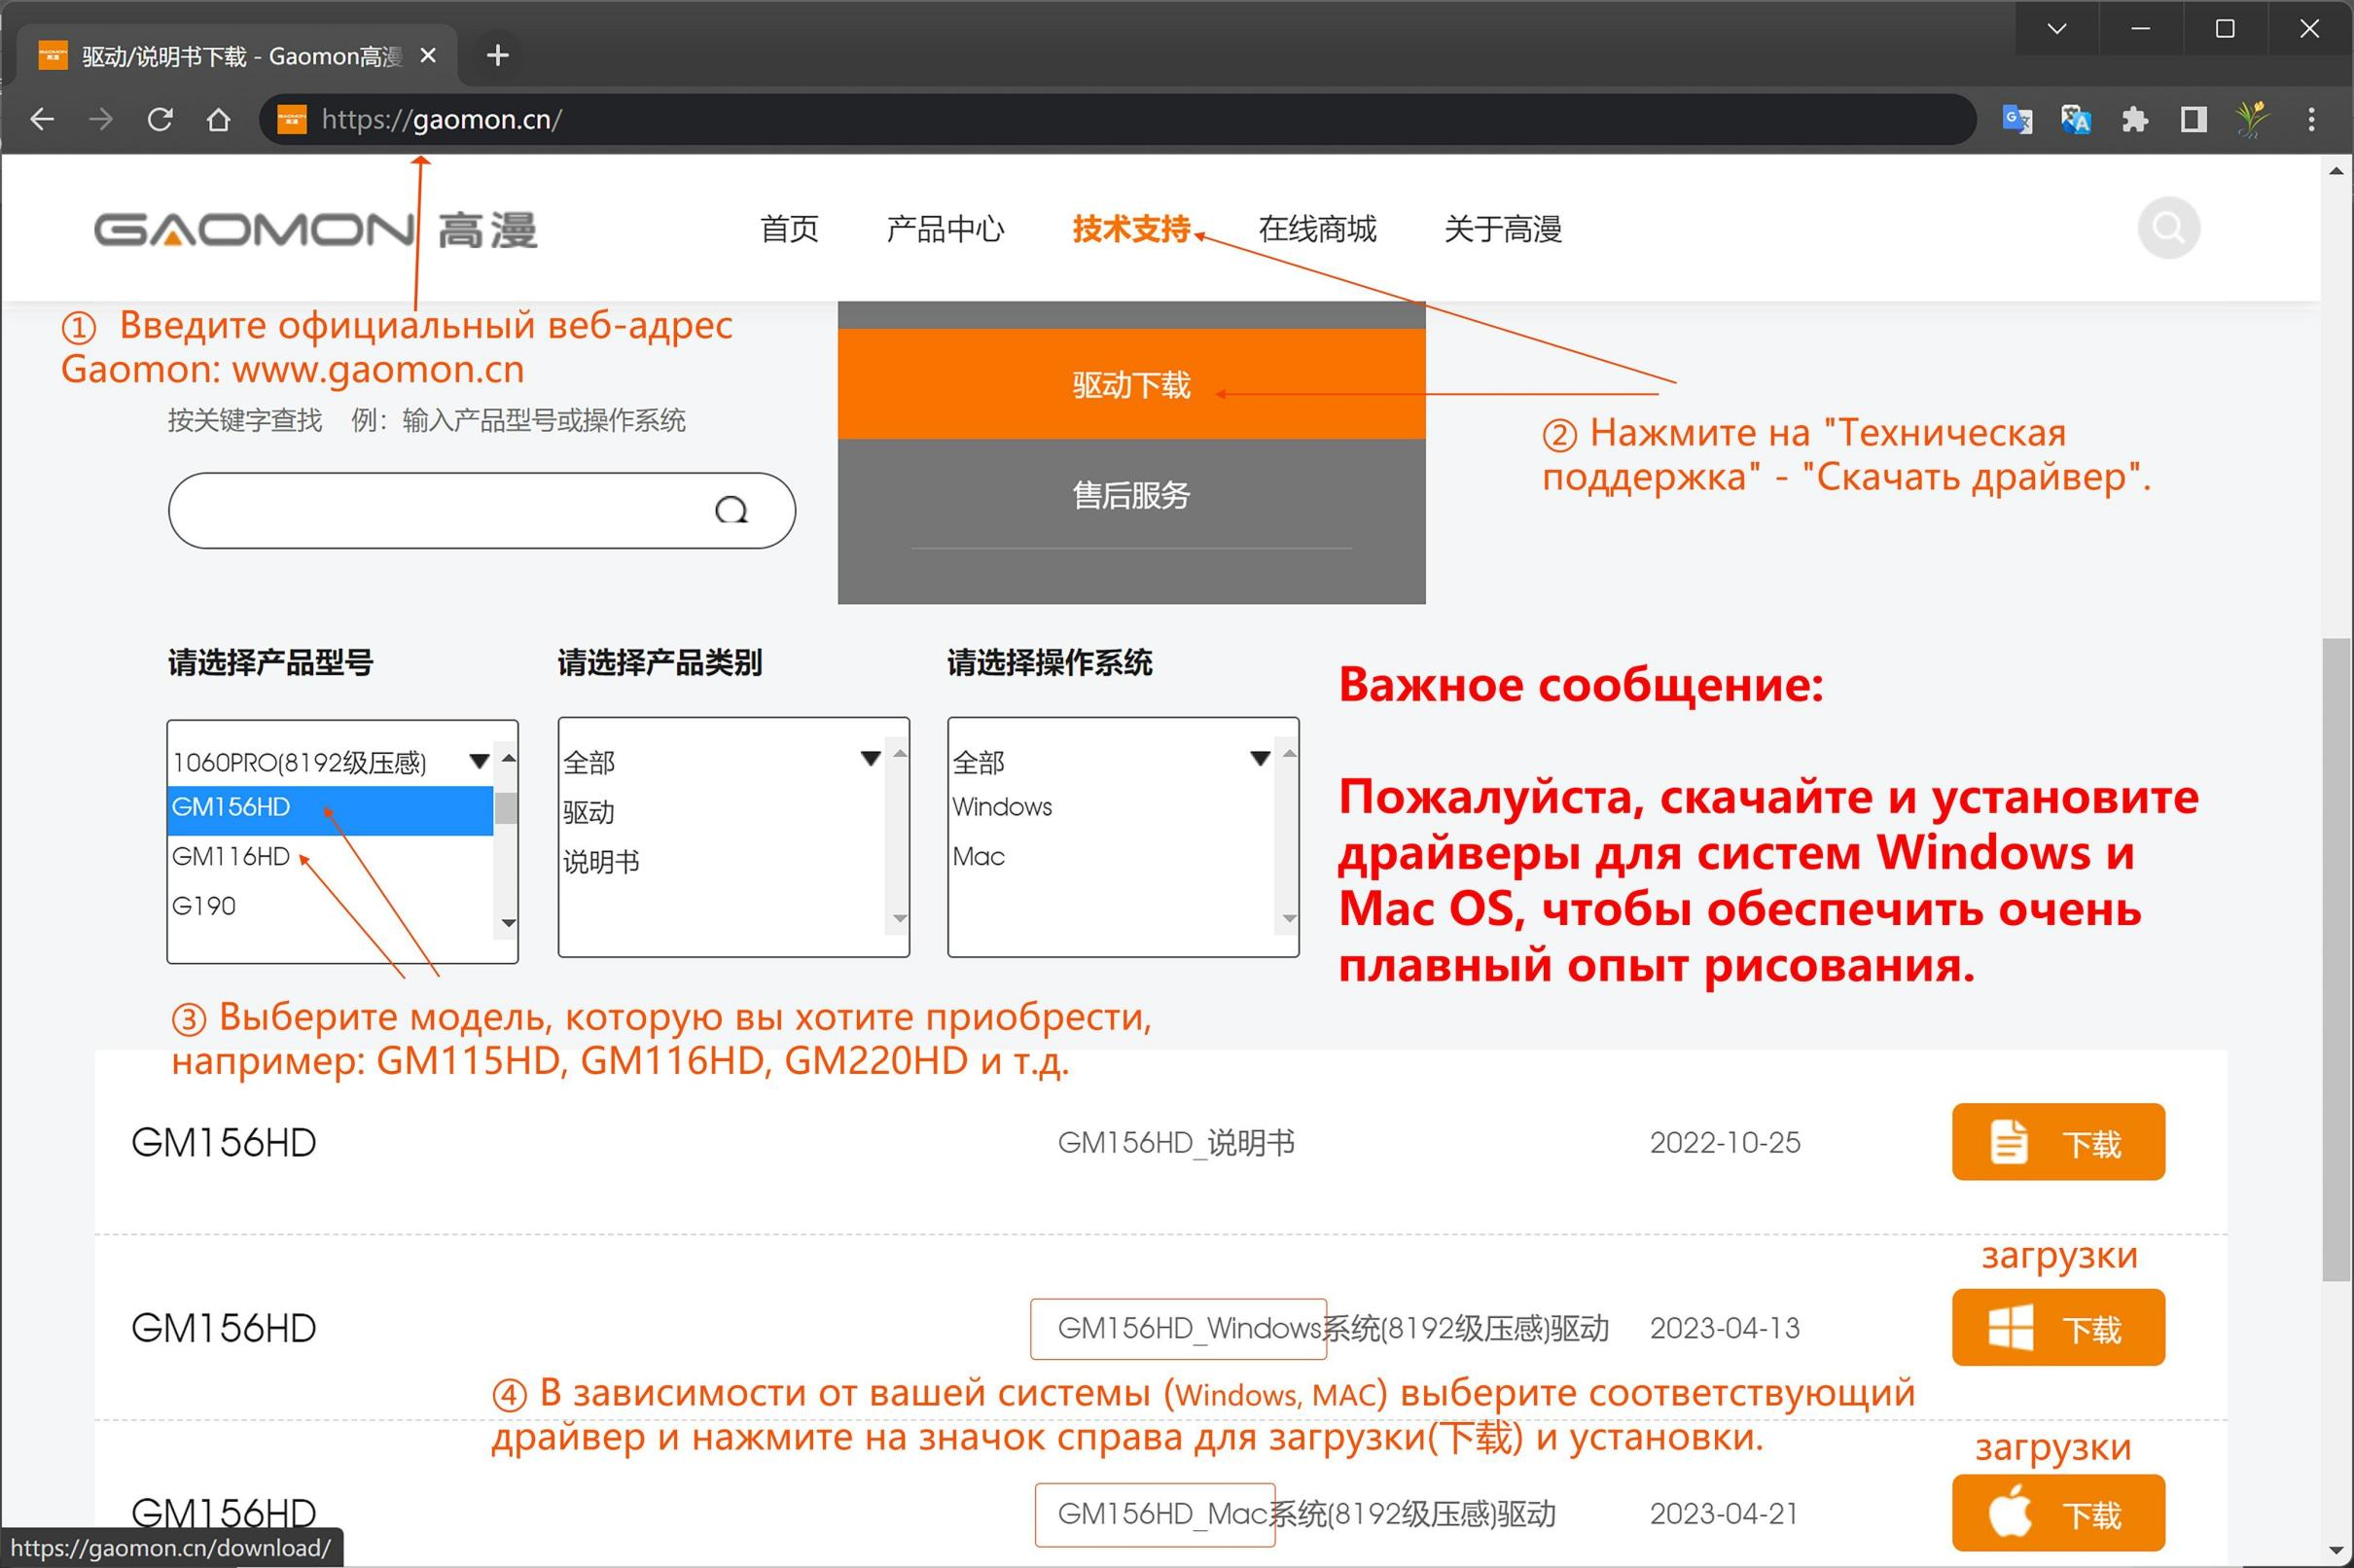 驱动/说明书下载 - Gaomon高漫
https://gaomon.cn/
GAOMON 高漫
首页
产品中心
技术支持
在线商城
关于高漫
① Введите официальный веб-адрес
Gaomon: www.gaomon.cn
驱动下载
售后服务
② Нажмите на "Техническая
поддержка" - "Скачать драйвер".
按关键字查找 例：输入产品型号或操作系统
请选择产品型号
请选择产品类别
请选择操作系统
1060PRO(8192级压感)
GM156HD
GM116HD
G190
全部
驱动
说明书
全部
Windows
Mac
Важное сообщение:
Пожалуйста, скачайте и установите
драйверы для систем Windows и
Mac OS, чтобы обеспечить очень
плавный опыт рисования.
③ Выберите модель, которую вы хотите приобрести,
например: GM115HD, GM116HD, GM220HD и т.д.
GM156HD GM156HD_说明书 2022-10-25 下载
загрузки
GM156HD GM156HD_Windows系统(8192级压感)驱动 2023-04-13 下载
④ В зависимости от вашей системы (Windows, MAC) выберите соответствующий
драйвер и нажмите на значок справа для загрузки(下载) и установки.
загрузки
GM156HD GM156HD_Mac系统(8192级压感)驱动 2023-04-21 下载
https://gaomon.cn/download/